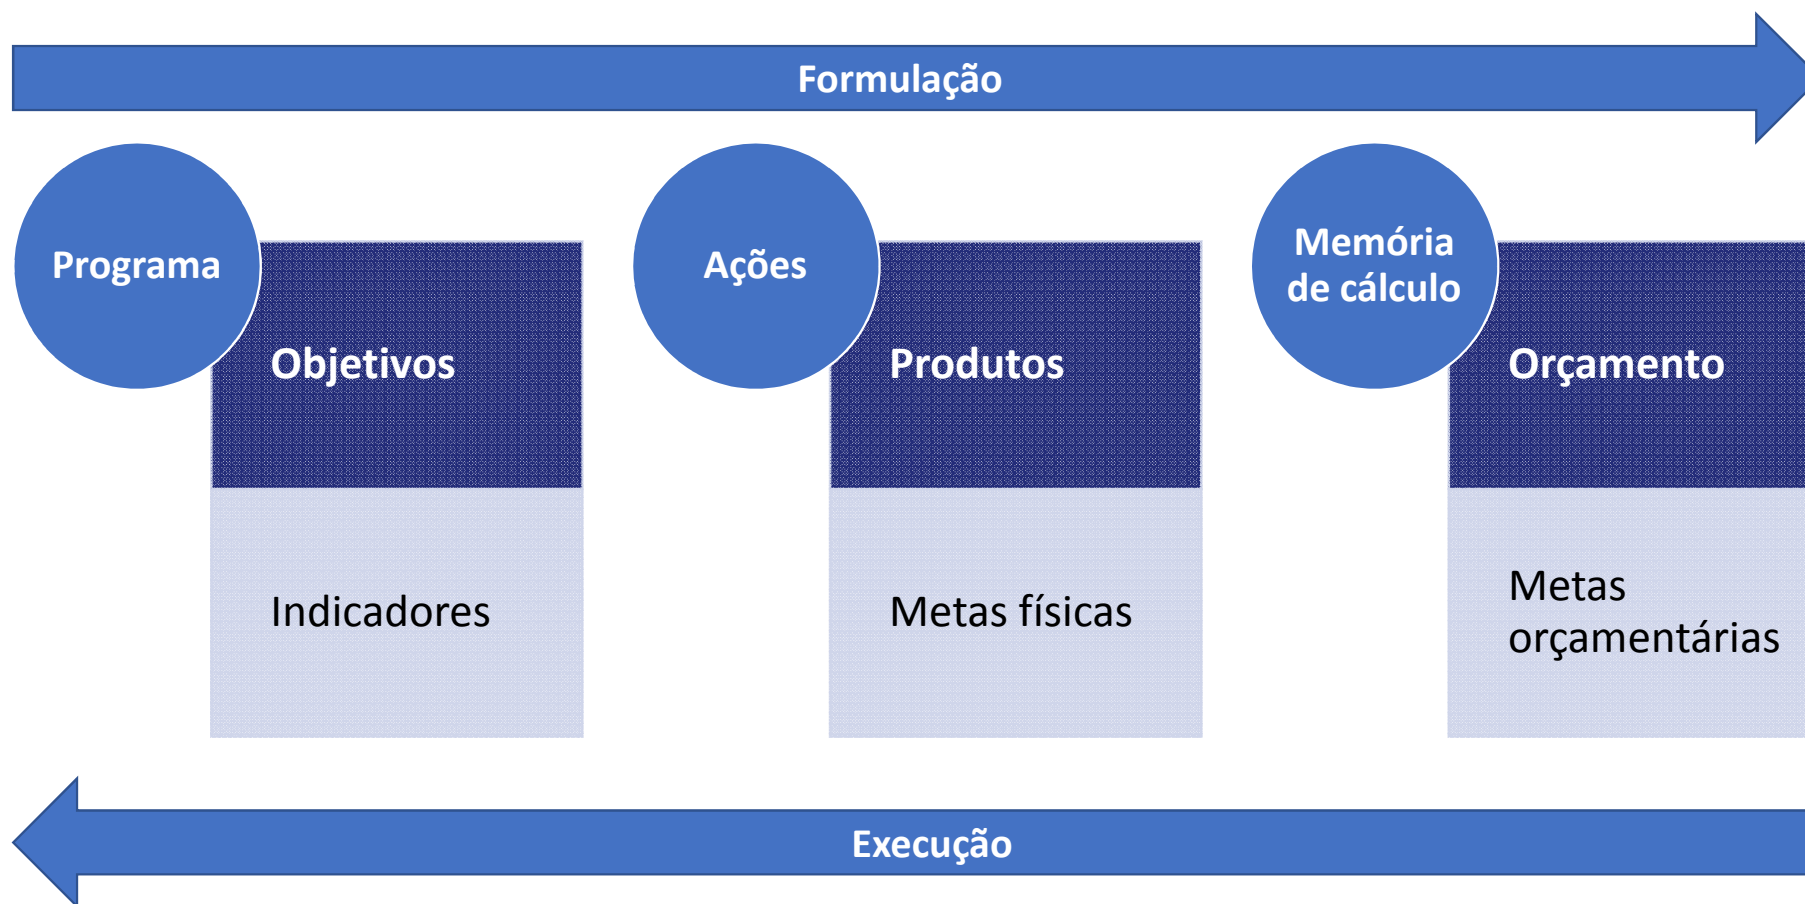 Formulação
Programa
Objetivos
Indicadores
Ações
Produtos
Metas físicas
Memória
de cálculo
Orçamento
Metas
orçamentárias
Execução